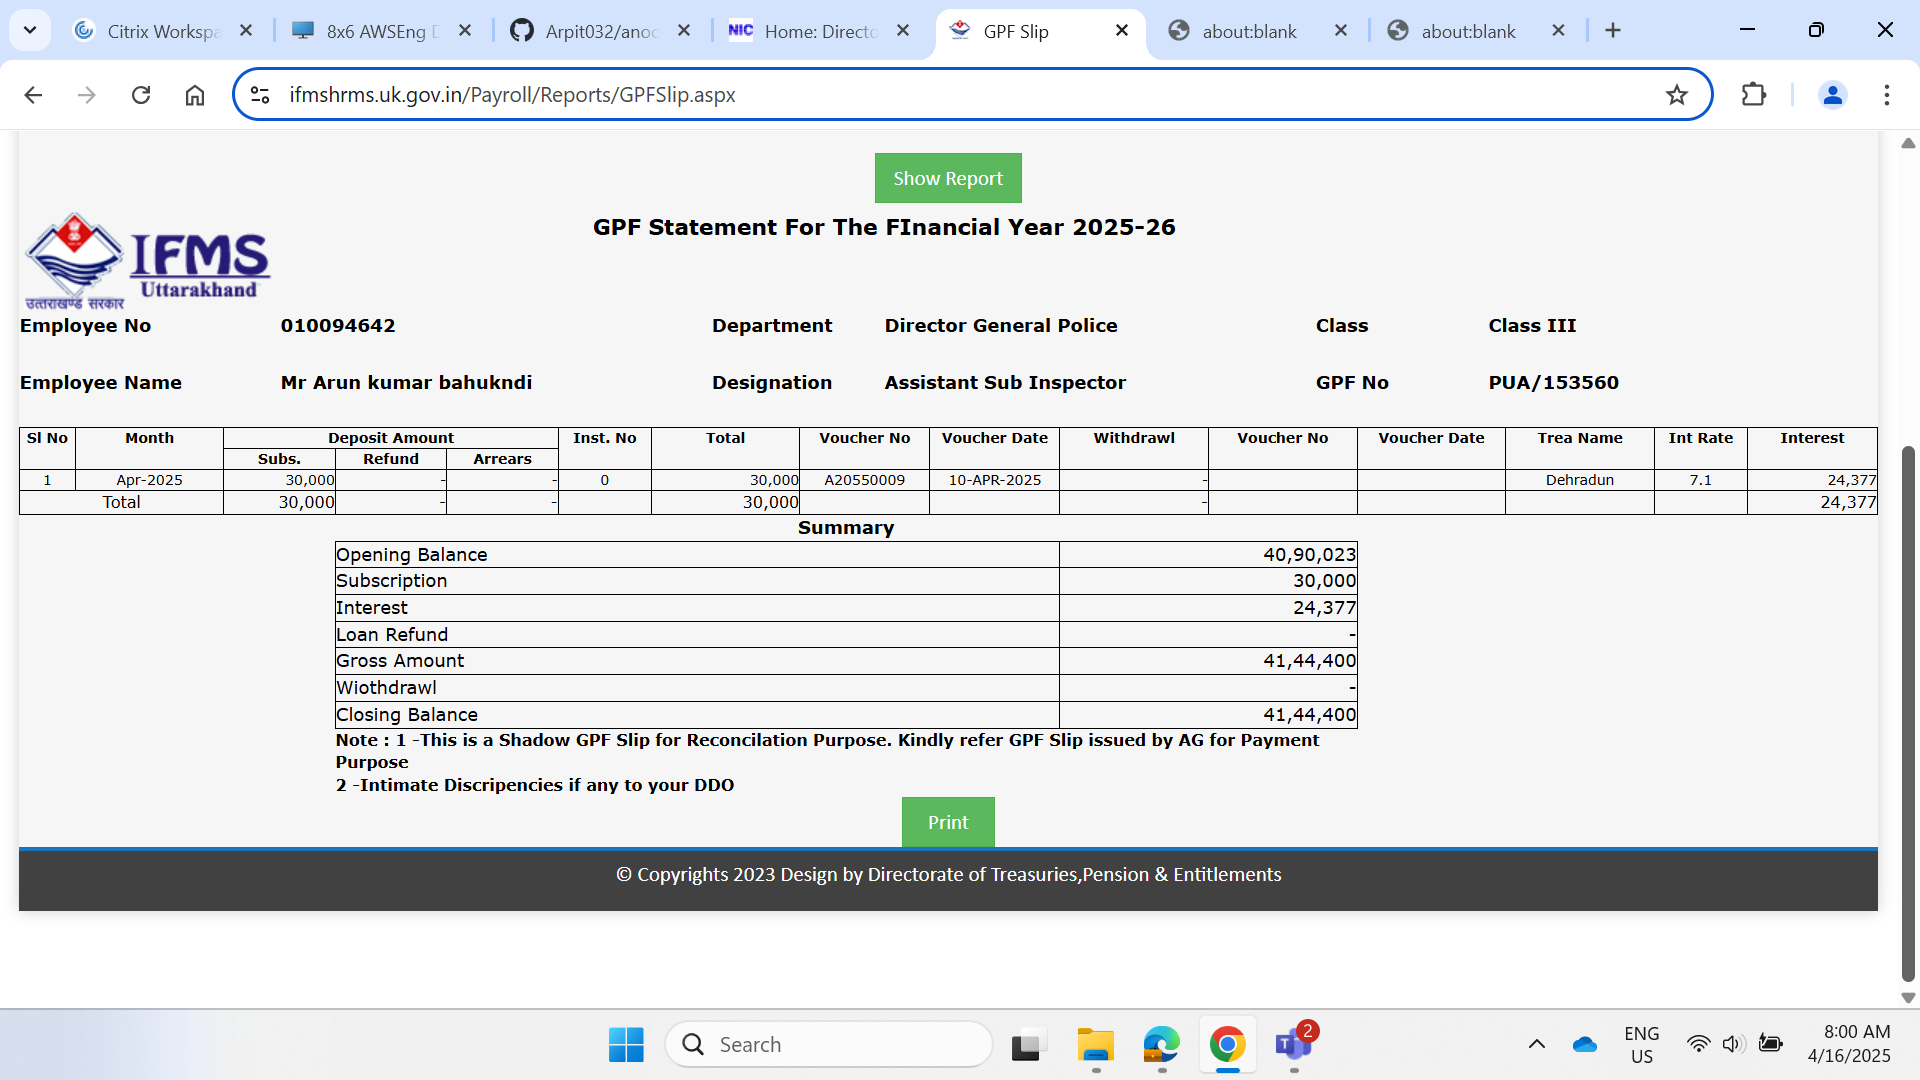 Citrix Workspa
8x6 AWSEng D
Arpit032/anoc
NIC Home: Directo
GPF Slip
about:blank
about:blank
ifmshrms.uk.gov.in/Payroll/Reports/GPFSlip.aspx
Show Report
GPF Statement For The FInancial Year 2025-26
IFMS
Uttarakhand
उत्तराखण्ड सरकार
Employee No 010094642 Department Director General Police Class Class III
Employee Name Mr Arun kumar bahukndi Designation Assistant Sub Inspector GPF No PUA/153560
Sl No Month Deposit Amount Inst. No Total Voucher No Voucher Date Withdrawl Voucher No Voucher Date Trea Name Int Rate Interest
Subs. Refund Arrears
1 Apr-2025 30,000 - - 0 30,000 A20550009 10-APR-2025 - Dehradun 7.1 24,377
Total 30,000 - - 30,000 - 24,377
Summary
Opening Balance 40,90,023
Subscription 30,000
Interest 24,377
Loan Refund -
Gross Amount 41,44,400
Wiothdrawl -
Closing Balance 41,44,400
Note : 1 -This is a Shadow GPF Slip for Reconcilation Purpose. Kindly refer GPF Slip issued by AG for Payment
Purpose
2 -Intimate Discripencies if any to your DDO
Print
© Copyrights 2023 Design by Directorate of Treasuries,Pension & Entitlements
Search
2
ENG
US
8:00 AM
4/16/2025